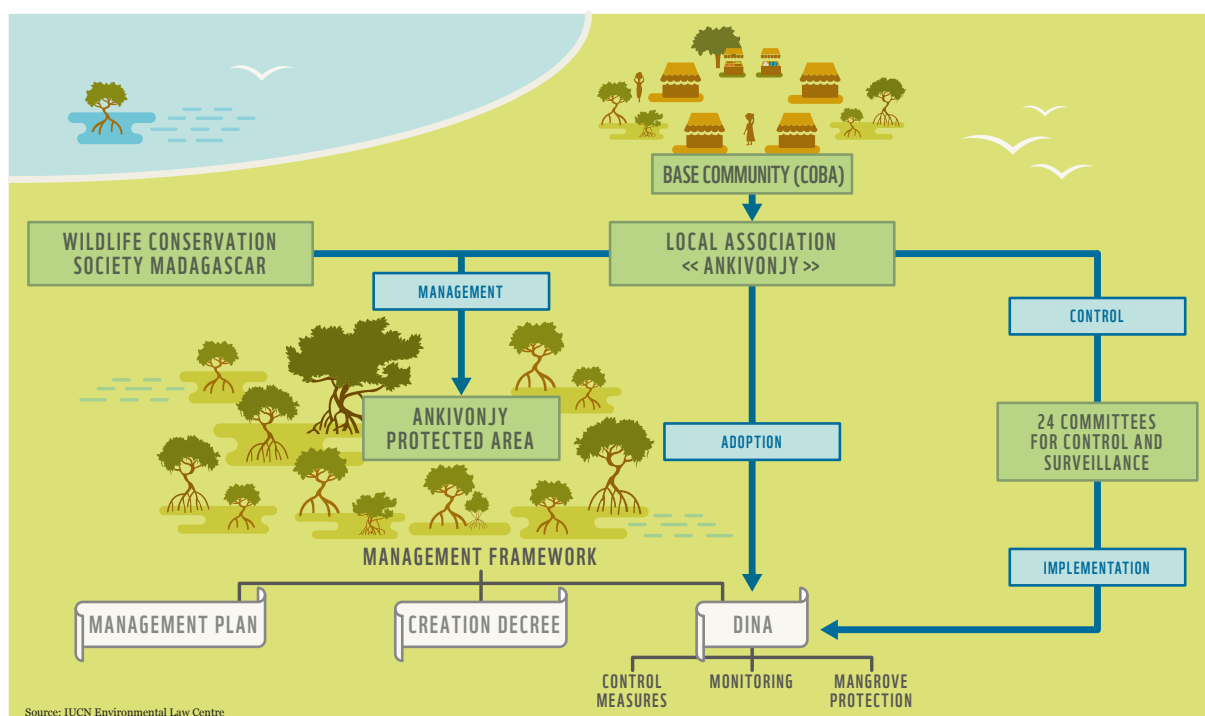 BASE COMMUNITY (COBA)
WILDLIFE CONSERVATION
SOCIETY MADAGASCAR
LOCAL ASSOCIATION
<< ANKIVONJY >>
MANAGEMENT
CONTROL
ANKIVONJY
PROTECTED AREA
ADOPTION
24 COMMITTEES
FOR CONTROL AND
SURVEILLANCE
MANAGEMENT FRAMEWORK
IMPLEMENTATION
MANAGEMENT PLAN
CREATION DECREE
DINA
CONTROL
MEASURES
MONITORING
MANGROVE
PROTECTION
Source: IUCN Environmental Law Centre